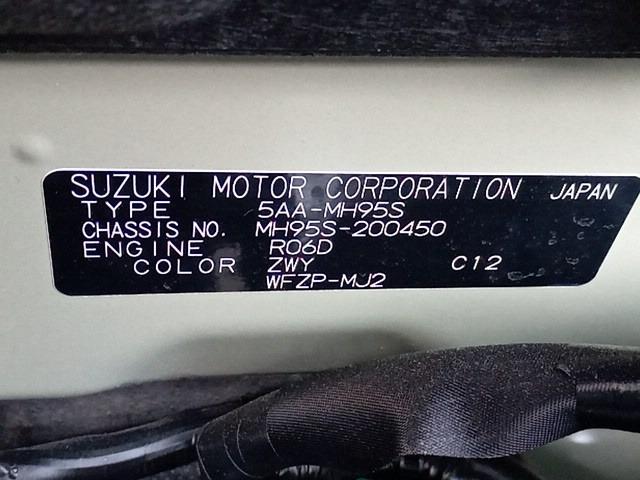 SUZUKI MOTOR CORPORATION JAPAN
TYPE 5AA-MH95S
CHASSIS NO. MH95S-200450
ENGINE R06D
COLOR ZWY C12
WFZP-MJ2